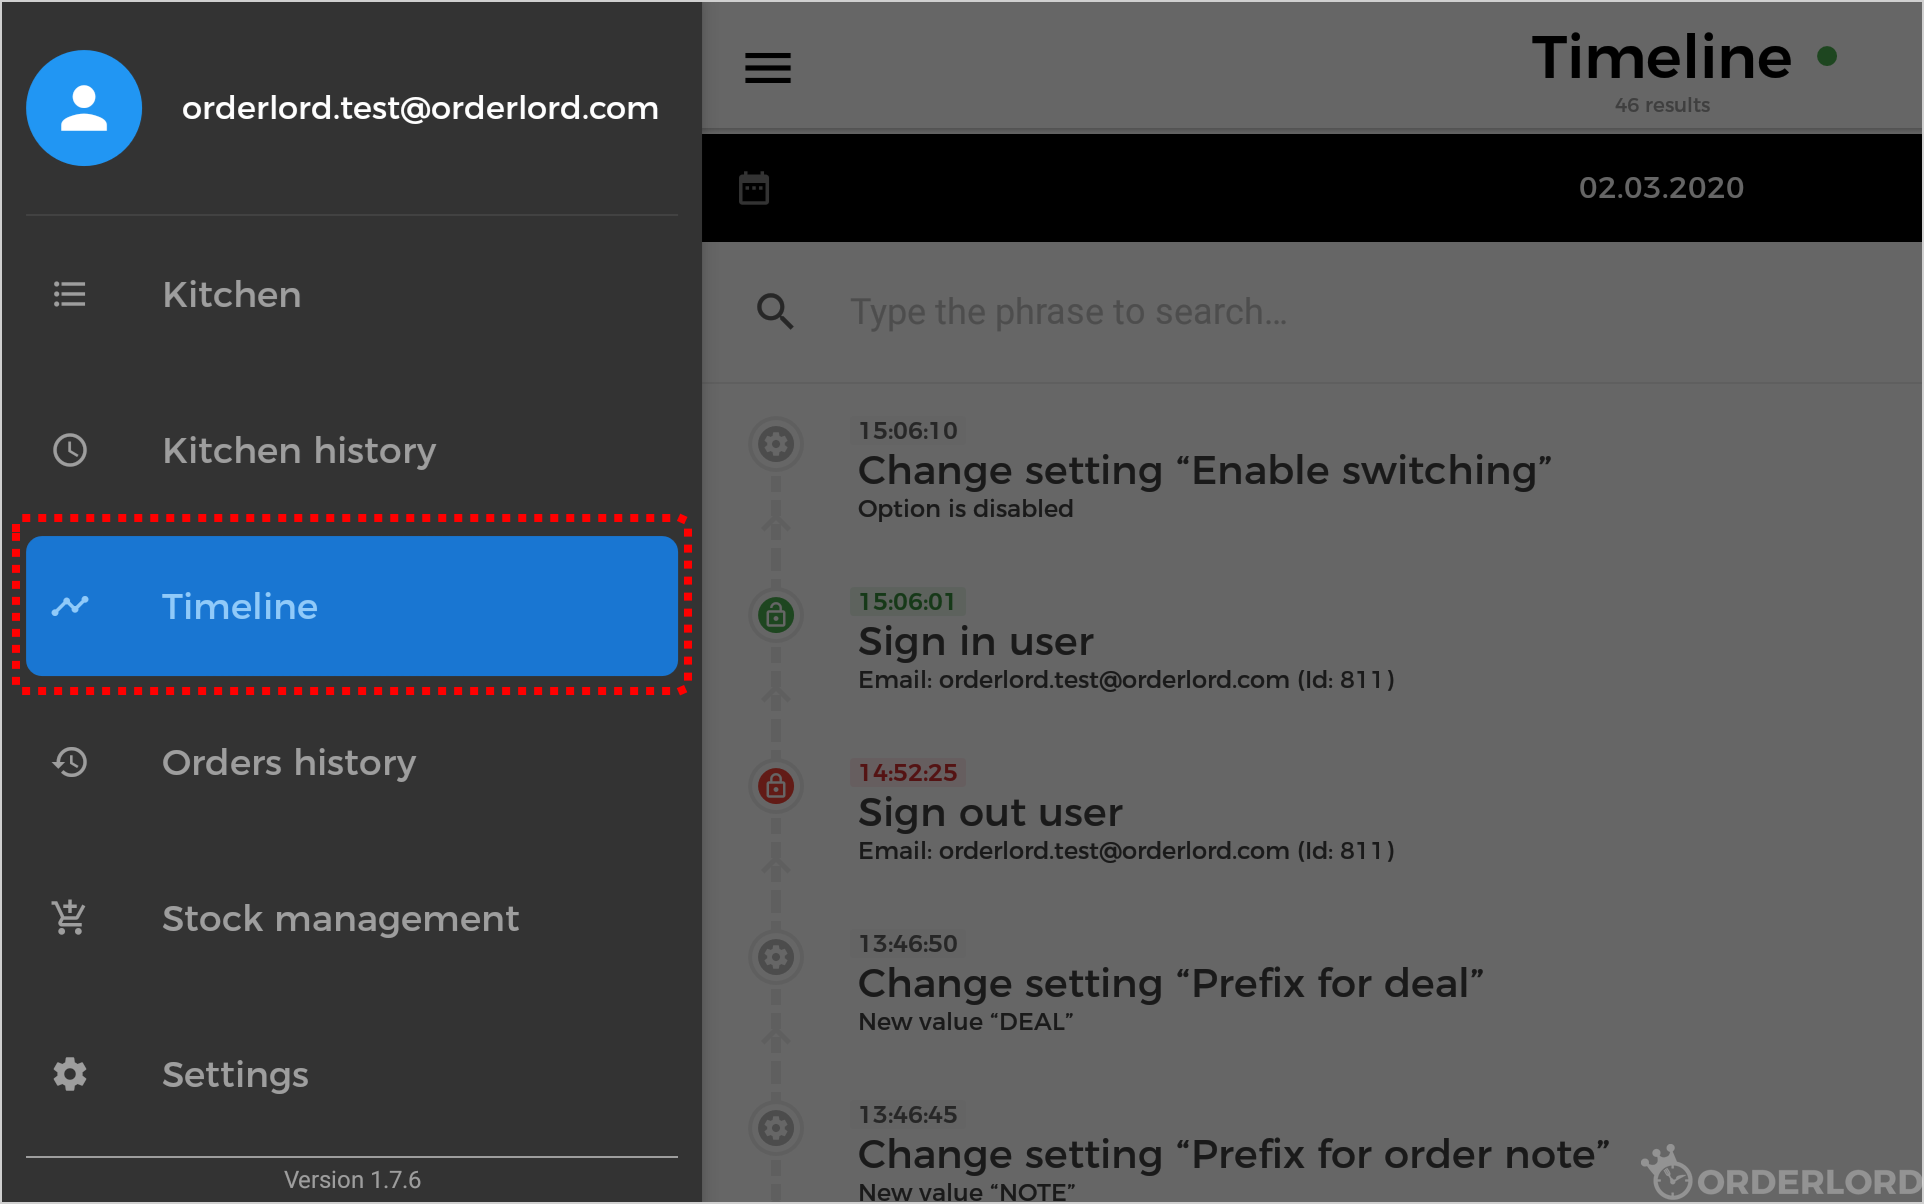 orderlord.test@orderlord.com
Kitchen
Kitchen history
Timeline
Orders history
Stock management
Settings
Version 1.7.6
Timeline
46 results
02.03.2020
Type the phrase to search...
15:06:10
Change setting “Enable switching”
Option is disabled
15:06:01
Sign in user
Email: orderlord.test@orderlord.com (Id: 811)
14:52:25
Sign out user
Email: orderlord.test@orderlord.com (Id: 811)
13:46:50
Change setting “Prefix for deal”
New value “DEAL”
13:46:45
Change setting “Prefix for order note”
New value “NOTE”
ORDERLORD